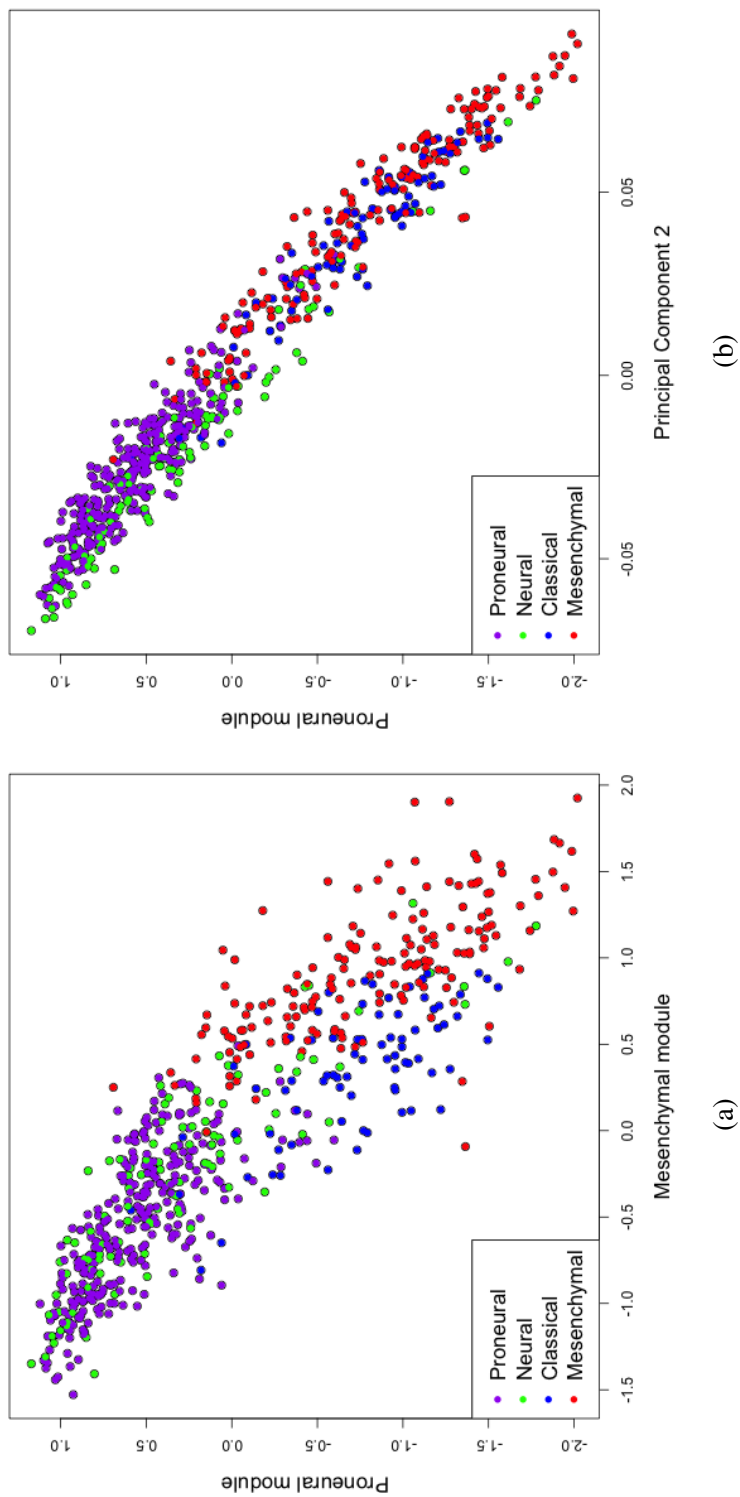 Proneural module
1.0
0.5
0.0
-0.5
-1.0
-1.5
-2.0
Proneural
Neural
Classical
Mesenchymal
-1.5
-1.0
-0.5
0.0
0.5
1.0
1.5
2.0
Mesenchymal module
(a)
Proneural module
1.0
0.5
0.0
-0.5
-1.0
-1.5
-2.0
Proneural
Neural
Classical
Mesenchymal
-0.05
0.00
0.05
Principal Component 2
(b)